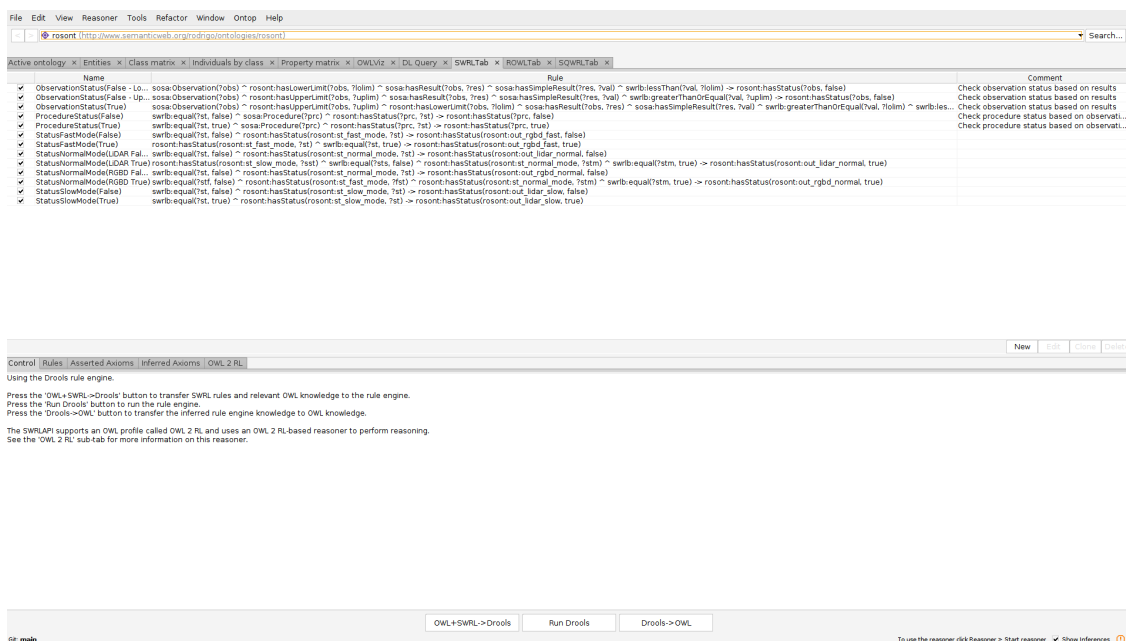 File Edit View Reasoner Tools Refactor Window Ontop Help
< > rosont (http://www.semanticweb.org/rodrigo/ontologies/rosont) Search...
Active ontology × Entities × Class matrix × Individuals by class × Property matrix × OWLViz × DL Query × SWRLTab × ROWLTab × SQWRLTab ×
Name Rule Comment
ObservationStatus(False - Lo... sosa:Observation(?obs) ^ rosont:hasLowerLimit(?obs, ?lolim) ^ sosa:hasResult(?obs, ?res) ^ sosa:hasSimpleResult(?res, ?val) ^ swrlb:lessThan(?val, ?lolim) -> rosont:hasStatus(?obs, false) Check observation status based on results
ObservationStatus(False - Up... sosa:Observation(?obs) ^ rosont:hasUpperLimit(?obs, ?uplim) ^ sosa:hasResult(?obs, ?res) ^ sosa:hasSimpleResult(?res, ?val) ^ swrlb:greaterThanOrEqual(?val, ?uplim) -> rosont:hasStatus(?obs, false) Check observation status based on results
ObservationStatus(True) sosa:Observation(?obs) ^ rosont:hasUpperLimit(?obs, ?uplim) ^ rosont:hasLowerLimit(?obs, ?lolim) ^ sosa:hasResult(?obs, ?res) ^ sosa:hasSimpleResult(?res, ?val) ^ swrlb:greaterThanOrEqual(?val, ?lolim) ^ swrlb:les... Check observation status based on results
ProcedureStatus(False) swrlb:equal(?st, false) ^ sosa:Procedure(?prc) ^ rosont:hasStatus(?prc, ?st) -> rosont:hasStatus(?prc, false) Check procedure status based on observati...
ProcedureStatus(True) swrlb:equal(?st, true) ^ sosa:Procedure(?prc) ^ rosont:hasStatus(?prc, ?st) -> rosont:hasStatus(?prc, true) Check procedure status based on observati...
StatusFastMode(False) swrlb:equal(?st, false) ^ rosont:hasStatus(rosont:st_fast_mode, ?st) -> rosont:hasStatus(rosont:out_rgbd_fast, false)
StatusFastMode(True) rosont:hasStatus(rosont:st_fast_mode, ?st) ^ swrlb:equal(?st, true) -> rosont:hasStatus(rosont:out_rgbd_fast, true)
StatusNormalMode(LiDAR Fal... swrlb:equal(?st, false) ^ rosont:hasStatus(rosont:st_normal_mode, ?st) -> rosont:hasStatus(rosont:out_lidar_normal, false)
StatusNormalMode(LiDAR True) rosont:hasStatus(rosont:st_slow_mode, ?sst) ^ swrlb:equal(?sts, false) ^ rosont:hasStatus(rosont:st_normal_mode, ?stm) ^ swrlb:equal(?stm, true) -> rosont:hasStatus(rosont:out_lidar_normal, true)
StatusNormalMode(RGBD Fal... swrlb:equal(?st, false) ^ rosont:hasStatus(rosont:st_normal_mode, ?st) -> rosont:hasStatus(rosont:out_rgbd_normal, false)
StatusNormalMode(RGBD True) swrlb:equal(?stf, false) ^ rosont:hasStatus(rosont:st_fast_mode, ?fst) ^ rosont:hasStatus(rosont:st_normal_mode, ?stm) ^ swrlb:equal(?stm, true) -> rosont:hasStatus(rosont:out_rgbd_normal, true)
StatusSlowMode(False) swrlb:equal(?st, false) ^ rosont:hasStatus(rosont:st_slow_mode, ?st) -> rosont:hasStatus(rosont:out_lidar_slow, false)
StatusSlowMode(True) swrlb:equal(?st, true) ^ rosont:hasStatus(rosont:st_slow_mode, ?st) -> rosont:hasStatus(rosont:out_lidar_slow, true)
New Edit Clone Delet
Control Rules Asserted Axioms Inferred Axioms OWL 2 RL
Using the Drools rule engine.
Press the 'OWL+SWRL->Drools' button to transfer SWRL rules and relevant OWL knowledge to the rule engine.
Press the 'Run Drools' button to run the rule engine.
Press the 'Drools->OWL' button to transfer the inferred rule engine knowledge to OWL knowledge.
The SWRLAPI supports an OWL profile called OWL 2 RL and uses an OWL 2 RL-based reasoner to perform reasoning.
See the 'OWL 2 RL' sub-tab for more information on this reasoner.
OWL+SWRL->Drools Run Drools Drools->OWL
Git: main To use the reasoner click Reasoner > Start reasoner Show Inferences